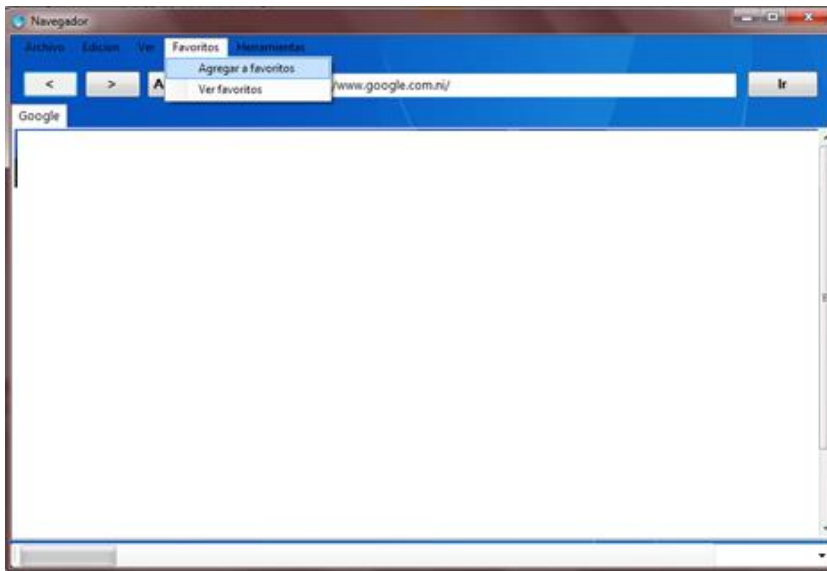 Navegador
Archivo Edicion Ver Favoritos Herramientas
Agregar a favoritos
< > A /www.google.com.ni/ Ir
Ver favoritos
Google